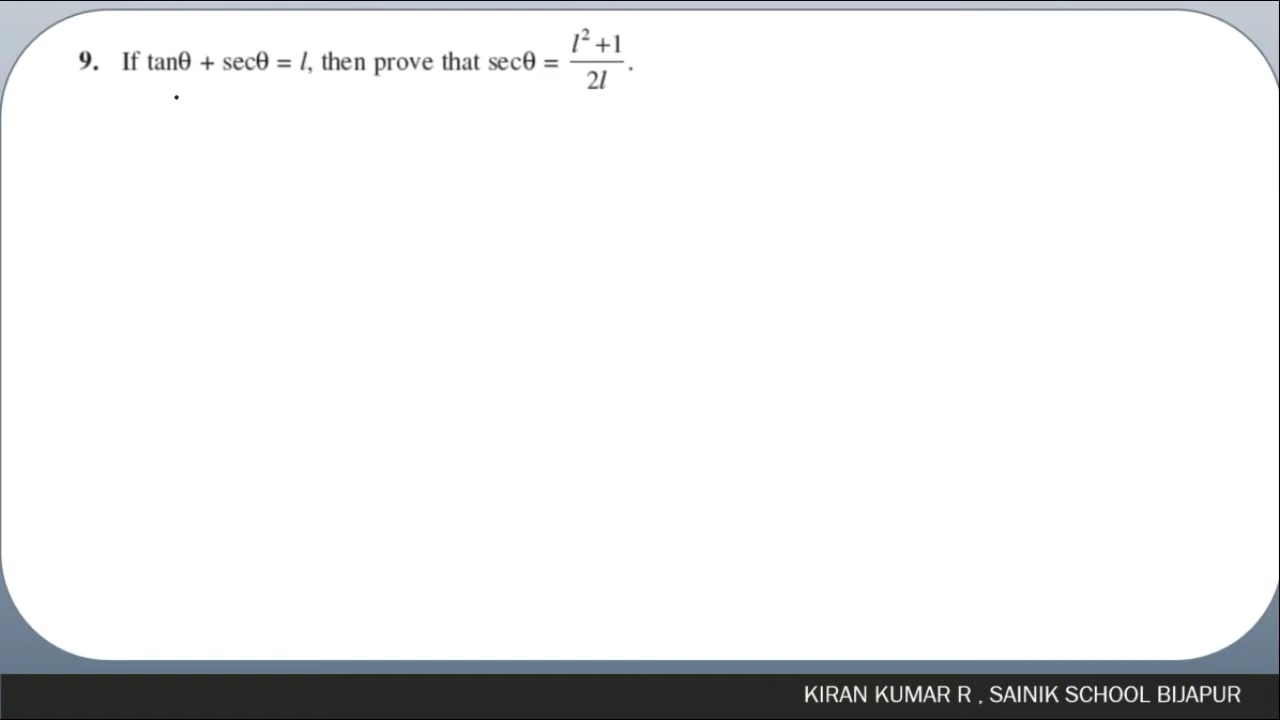 9. If tanθ + secθ = l, then prove that secθ = (l² + 1)/(2l).
KIRAN KUMAR R , SAINIK SCHOOL BIJAPUR